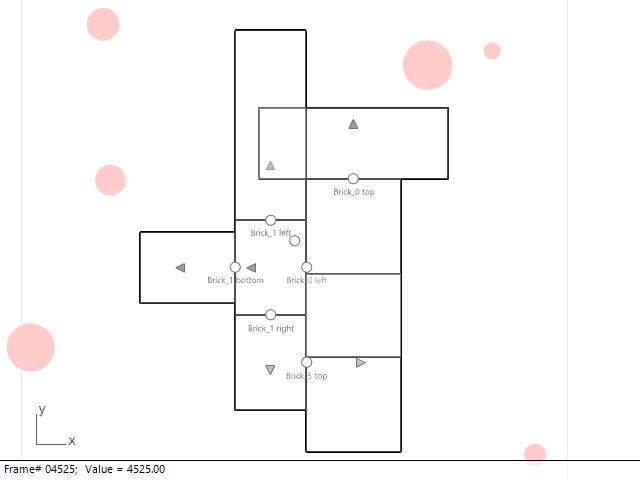 Brick_0 top
Brick_1 left
Brick_1 bottom
Brick_0 left
Brick_1 right
Brick_5 top
y
x
Frame# 04525; Value = 4525.00